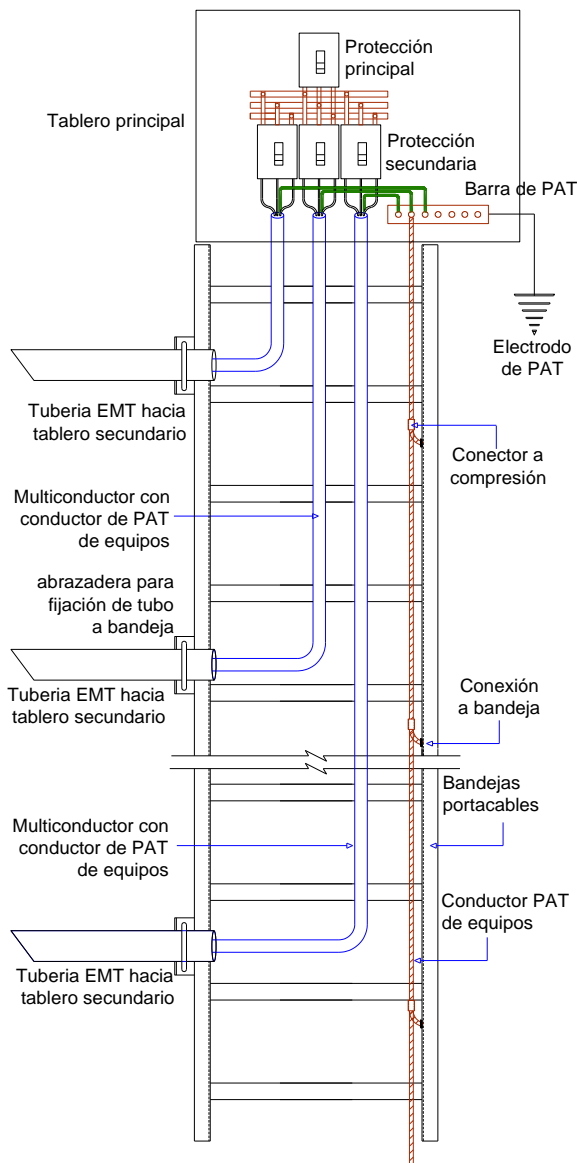 Protección
principal
Tablero principal
Protección
secundaria
Barra de PAT
Electrodo
de PAT
Tuberia EMT hacia
tablero secundario
Conector a
compresión
Multiconductor con
conductor de PAT
de equipos
abrazadera para
fijación de tubo
a bandeja
Tuberia EMT hacia
tablero secundario
Conexión
a bandeja
Bandejas
portacables
Multiconductor con
conductor de PAT
de equipos
Conductor PAT
de equipos
Tuberia EMT hacia
tablero secundario